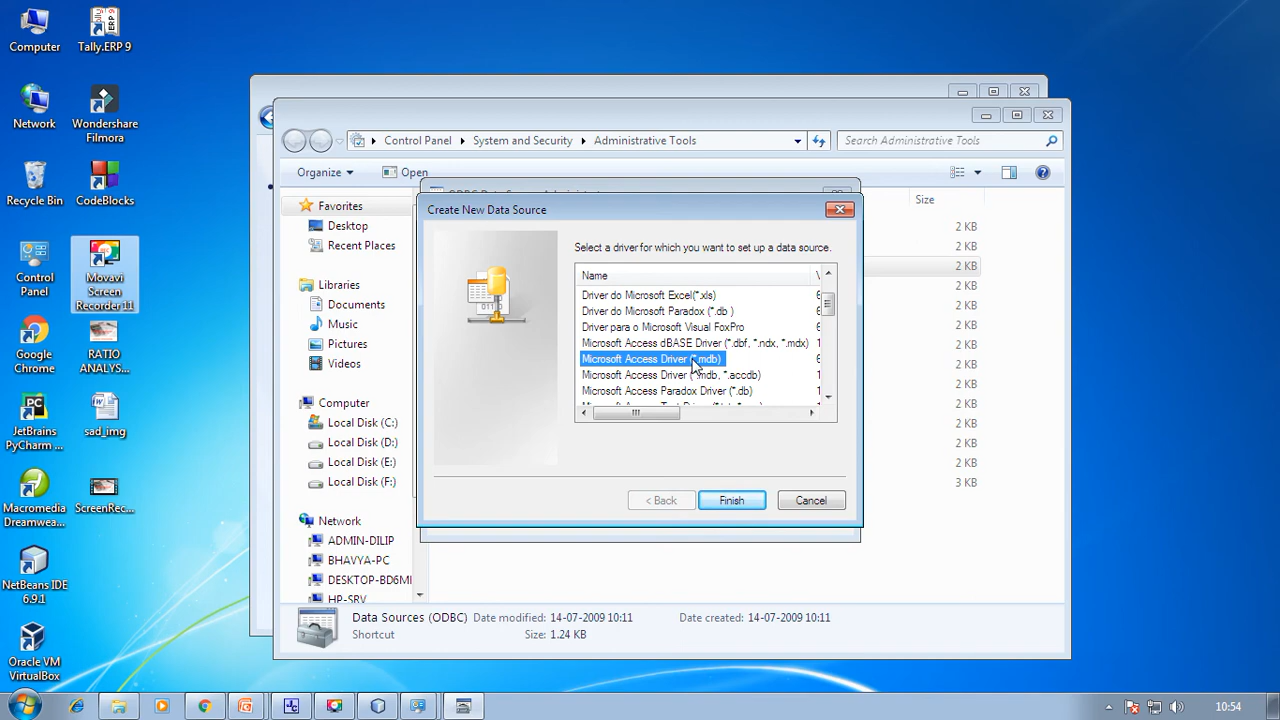 Computer
Tally.ERP 9
Network
Wondershare
Filmora
Recycle Bin
CodeBlocks
Control
Panel
Movavi
Screen
Recorder 11
Google
Chrome
RATIO
ANALYS...
JetBrains
PyCharm ...
sad_img
Macromedia
Dreamwea...
ScreenRec...
NetBeans IDE
6.9.1
Oracle VM
VirtualBox
Control Panel
System and Security
Administrative Tools
Search Administrative Tools
Organize
Open
Favorites
Desktop
Recent Places
Libraries
Documents
Music
Pictures
Videos
Computer
Local Disk (C:)
Local Disk (D:)
Local Disk (E:)
Local Disk (F:)
Network
ADMIN-DILIP
BHAVYA-PC
DESKTOP-BD6MI
HP-SRV
Size
2 KB
2 KB
2 KB
2 KB
2 KB
2 KB
2 KB
2 KB
2 KB
2 KB
2 KB
2 KB
2 KB
3 KB
Create New Data Source
Select a driver for which you want to set up a data source.
Name
Driver do Microsoft Excel(*.xls)
Driver do Microsoft Paradox (*.db )
Driver para o Microsoft Visual FoxPro
Microsoft Access dBASE Driver (*.dbf, *.ndx, *.mdx)
Microsoft Access Driver (*.mdb)
Microsoft Access Driver (*.mdb, *.accdb)
Microsoft Access Paradox Driver (*.db)
< Back
Finish
Cancel
Data Sources (ODBC)
Date modified: 14-07-2009 10:11
Date created: 14-07-2009 10:11
Shortcut
Size: 1.24 KB
10:54